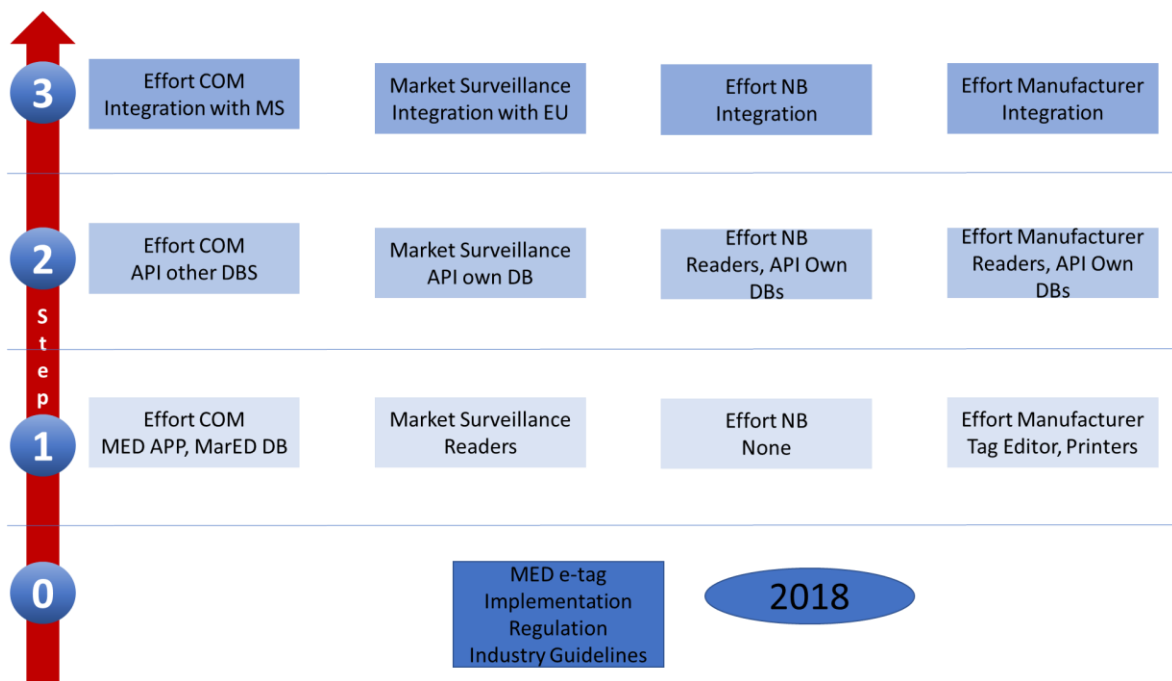 3
Effort COM
Integration with MS
Market Surveillance
Integration with EU
Effort NB
Integration
Effort Manufacturer
Integration
2
Effort COM
API other DBS
Market Surveillance
API own DB
Effort NB
Readers, API Own
DBs
Effort Manufacturer
Readers, API Own
DBs
Step
1
Effort COM
MED APP, MarED DB
Market Surveillance
Readers
Effort NB
None
Effort Manufacturer
Tag Editor, Printers
0
MED e-tag
Implementation
Regulation
Industry Guidelines
2018